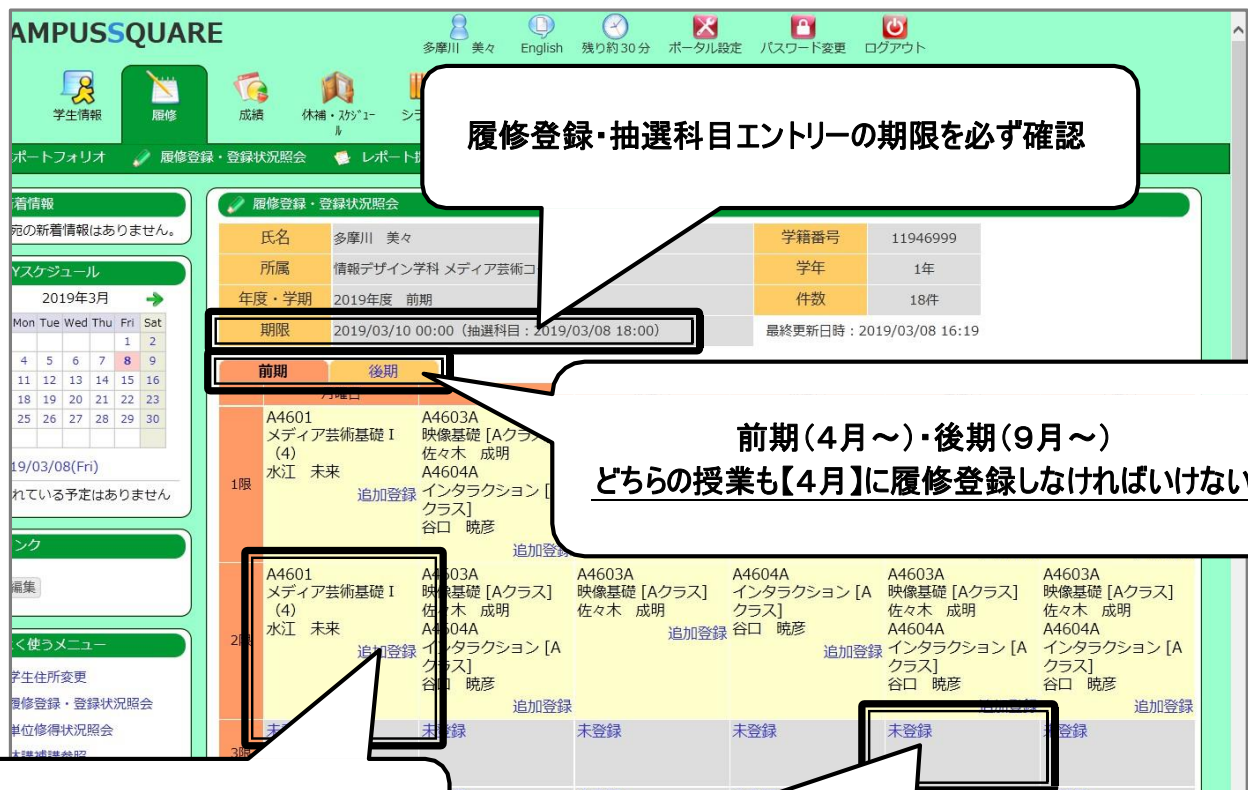 AMPUSSQUARE
多摩川 美々 English 残り約30分 ポータル設定 パスワード変更 ログアウト
学生情報 履修 成績 休補・ｽｹｼﾞｭｰル
ポートフォリオ 履修登録・登録状況照会 レポート
履修登録・抽選科目エントリーの期限を必ず確認
着情報
宛の新着情報はありません。
Yスケジュール
2019年3月
Mon Tue Wed Thu Fri Sat
1 2
4 5 6 7 8 9
11 12 13 14 15 16
18 19 20 21 22 23
25 26 27 28 29 30
19/03/08(Fri)
れている予定はありません
ンク
編集
く使うメニュー
学生住所変更
履修登録・登録状況照会
単位修得状況照会
休講補講参照
履修登録・登録状況照会
氏名 多摩川 美々 学籍番号 11946999
所属 情報デザイン学科 メディア芸術コ 学年 1年
年度・学期 2019年度 前期 件数 18件
期限 2019/03/10 00:00（抽選科目：2019/03/08 18:00） 最終更新日時：2019/03/08 16:19
前期 後期
月曜日
前期（4月～）・後期（9月～）
どちらの授業も【4月】に履修登録しなければいけない
1限
A4601
メディア芸術基礎Ⅰ
(4)
水江 未来
追加登録
A4603A
映像基礎 [Aクラス
佐々木 成明
A4604A
インタラクション [
クラス]
谷口 暁彦
追加登録
2限
A4601
メディア芸術基礎Ⅰ
(4)
水江 未来
追加登録
A4603A
映像基礎 [Aクラス]
佐々木 成明
A4604A
インタラクション [A
クラス]
谷口 暁彦
追加登録
A4603A
映像基礎 [Aクラス]
佐々木 成明
追加登録
A4604A
インタラクション [A
クラス]
谷口 暁彦
追加登録
A4603A
映像基礎 [Aクラス]
佐々木 成明
A4604A
インタラクション [A
クラス]
谷口 暁彦
追加登録
A4603A
映像基礎 [Aクラス]
佐々木 成明
A4604A
インタラクション [A
クラス]
谷口 暁彦
追加登録
3限 未 未登録 未登録 未登録 未登録 未登録